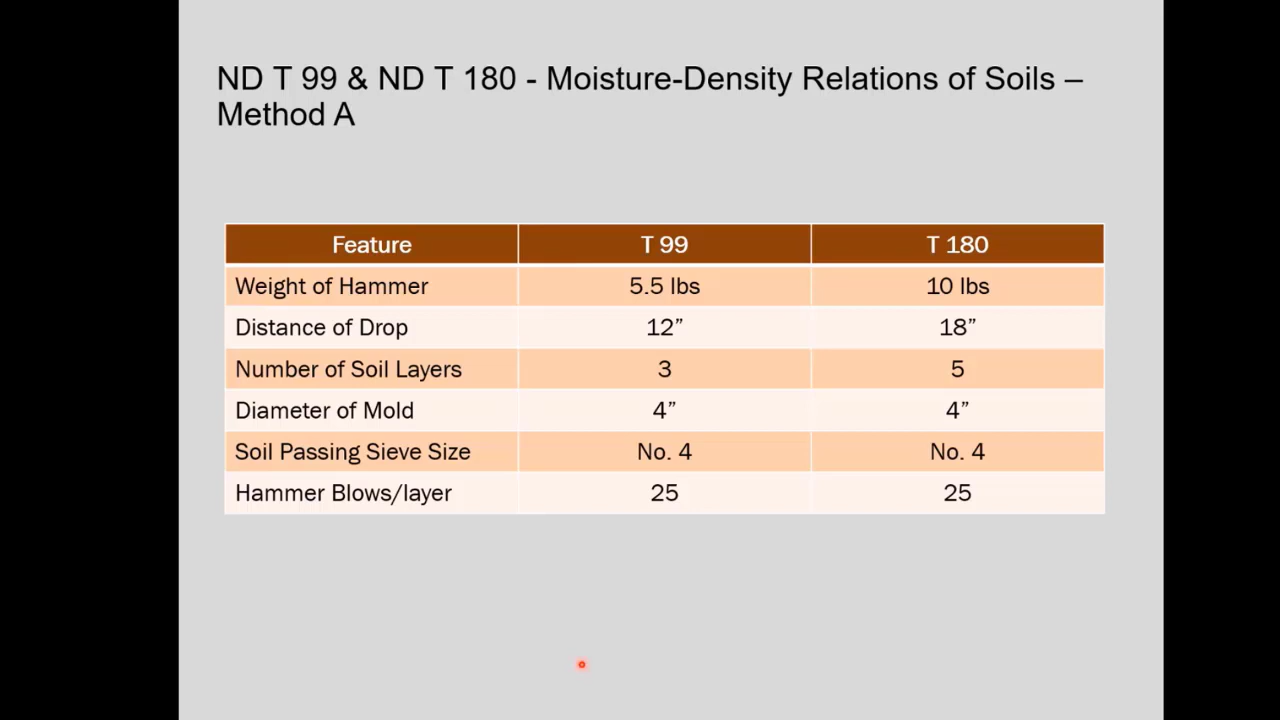 ND T 99 & ND T 180 - Moisture-Density Relations of Soils –
Method A
Feature T 99 T 180
Weight of Hammer 5.5 lbs 10 lbs
Distance of Drop 12” 18”
Number of Soil Layers 3 5
Diameter of Mold 4” 4”
Soil Passing Sieve Size No. 4 No. 4
Hammer Blows/layer 25 25